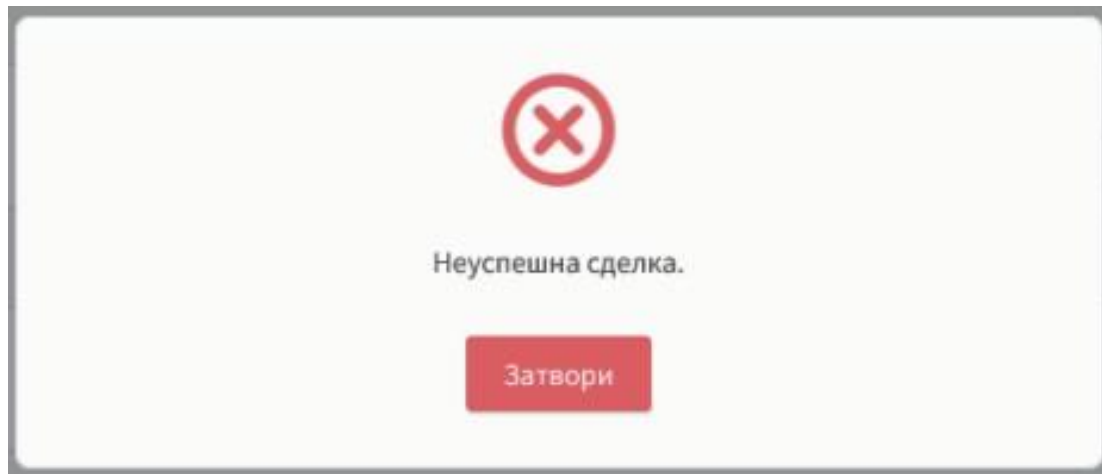 Неуспешна сделка.
Затвори